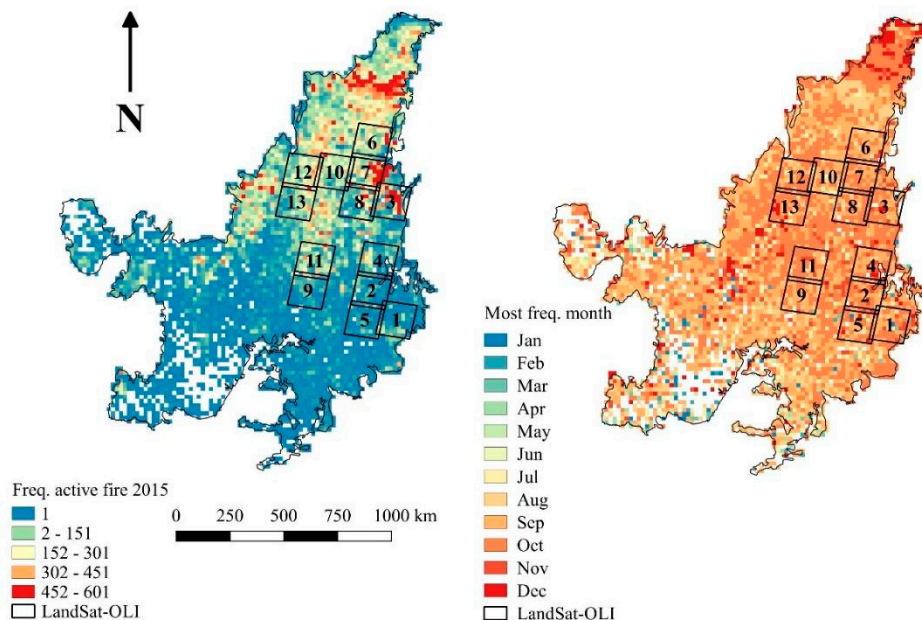 N
6
12
10
7
13
8
3
11
4
9
2
5
1
Freq. active fire 2015
1
2 - 151
152 - 301
302 - 451
452 - 601
LandSat-OLI
0 250 500 750 1000 km
6
12
10
7
13
8
3
11
4
9
2
5
1
Most freq. month
Jan
Feb
Mar
Apr
May
Jun
Jul
Aug
Sep
Oct
Nov
Dec
LandSat-OLI